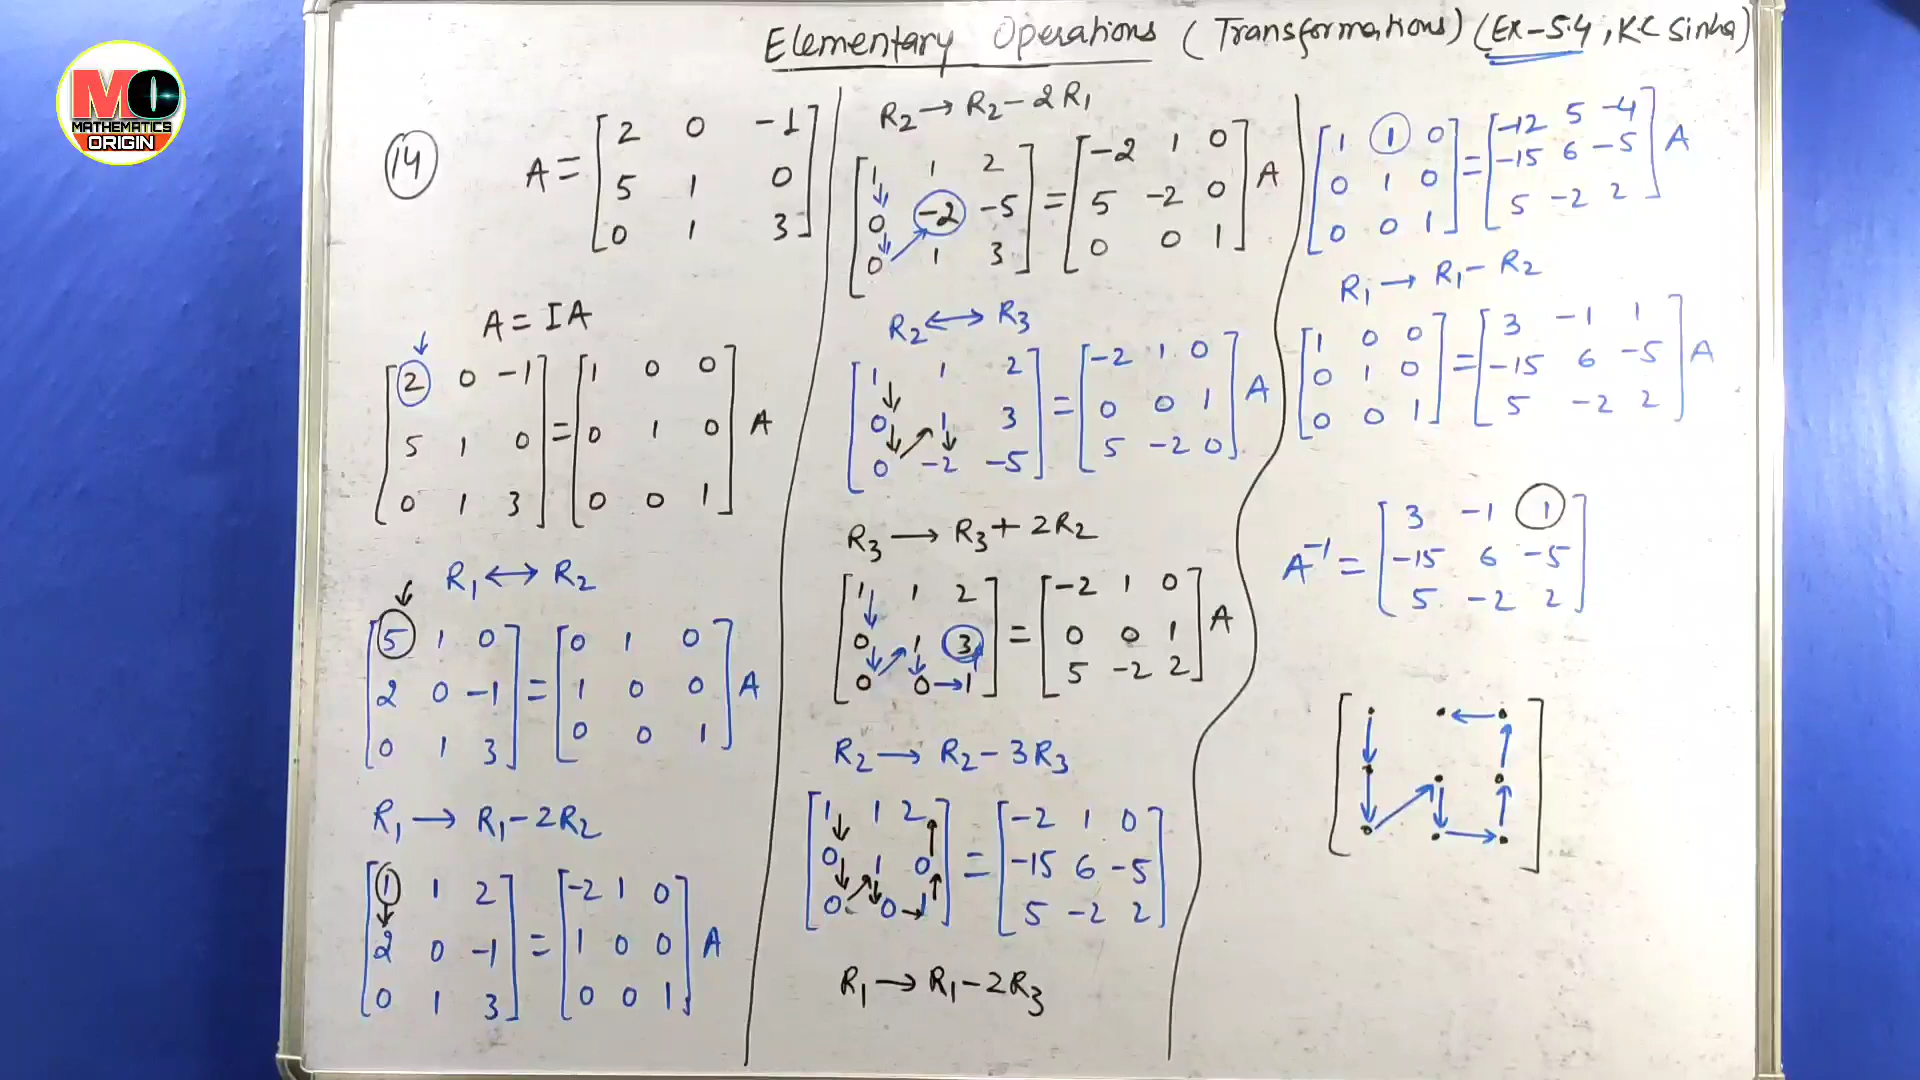 MO
MATHEMATICS
ORIGIN
Elementary Operations (Transformations) (Ex-5.4, K.C Sinha)
14
A = [2 0 -1
5 1 0
0 1 3]
A = IA
[2 0 -1 = [1 0 0
5 1 0 0 1 0 A
0 1 3] 0 0 1]
R₁ ↔ R₂
[5 1 0 = [0 1 0
2 0 -1 1 0 0 A
0 1 3] 0 0 1]
R₁ → R₁-2R₂
[1 1 2 = [-2 1 0
2 0 -1 1 0 0 A
0 1 3] 0 0 1]
R₂ → R₂-2R₁
[1 1 2 = [-2 1 0
0 -2 -5 5 -2 0 A
0 1 3] 0 0 1]
R₂ ↔ R₃
[1 1 2 = [-2 1 0
0 1 3 0 0 1 A
0 -2 -5] 5 -2 0]
R₃ → R₃+2R₂
[1 1 2 = [-2 1 0
0 1 3 0 0 1 A
0 0 1] 5 -2 2]
R₂ → R₂-3R₃
[1 1 2 = [-2 1 0
0 1 0 -15 6 -5
0 0 1] 5 -2 2]
R₁ → R₁-2R₃
[1 1 0 = [-12 5 -4
0 1 0 -15 6 -5 A
0 0 1] 5 -2 2]
R₁ → R₁-R₂
[1 0 0 = [3 -1 1
0 1 0 -15 6 -5 A
0 0 1] 5 -2 2]
A⁻¹ = [3 -1 1
-15 6 -5
5 -2 2]